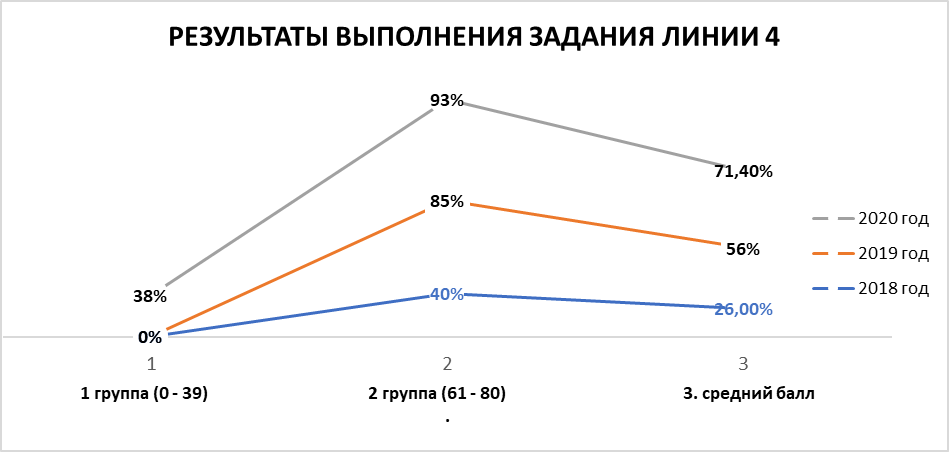 РЕЗУЛЬТАТЫ ВЫПОЛНЕНИЯ ЗАДАНИЯ ЛИНИИ 4
93%
71,40%
85%
2020 год
56%
2019 год
38%
40%
2018 год
26,00%
0%
1 2 3
1 группа (0 - 39) 2 группа (61 - 80) 3. средний балл
.